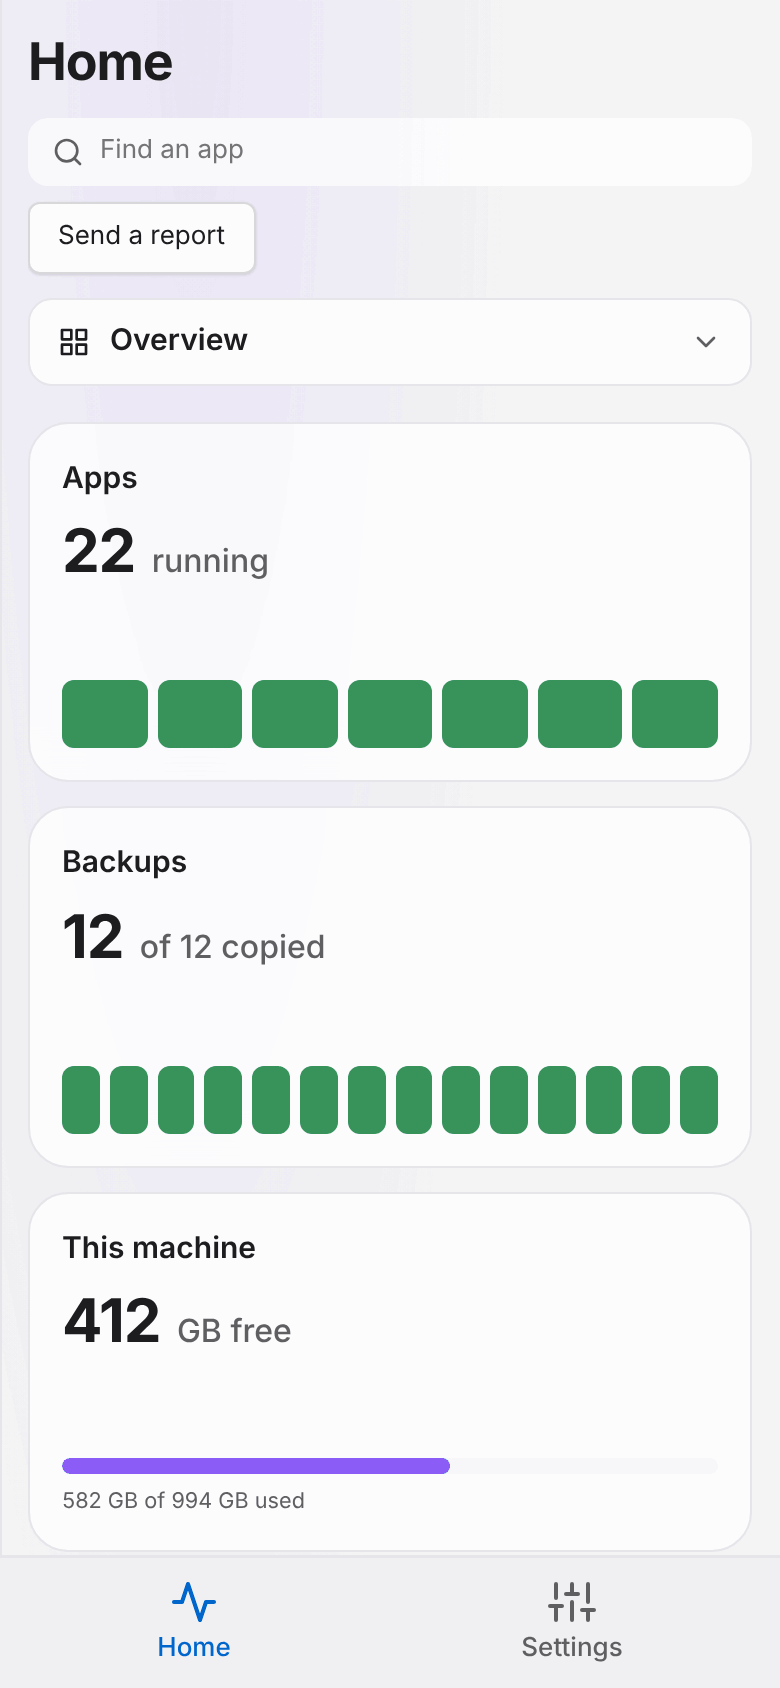 Home
Find an app
Send a report
Overview
Apps
22 running
Backups
12 of 12 copied
This machine
412 GB free
582 GB of 994 GB used
Home
Settings